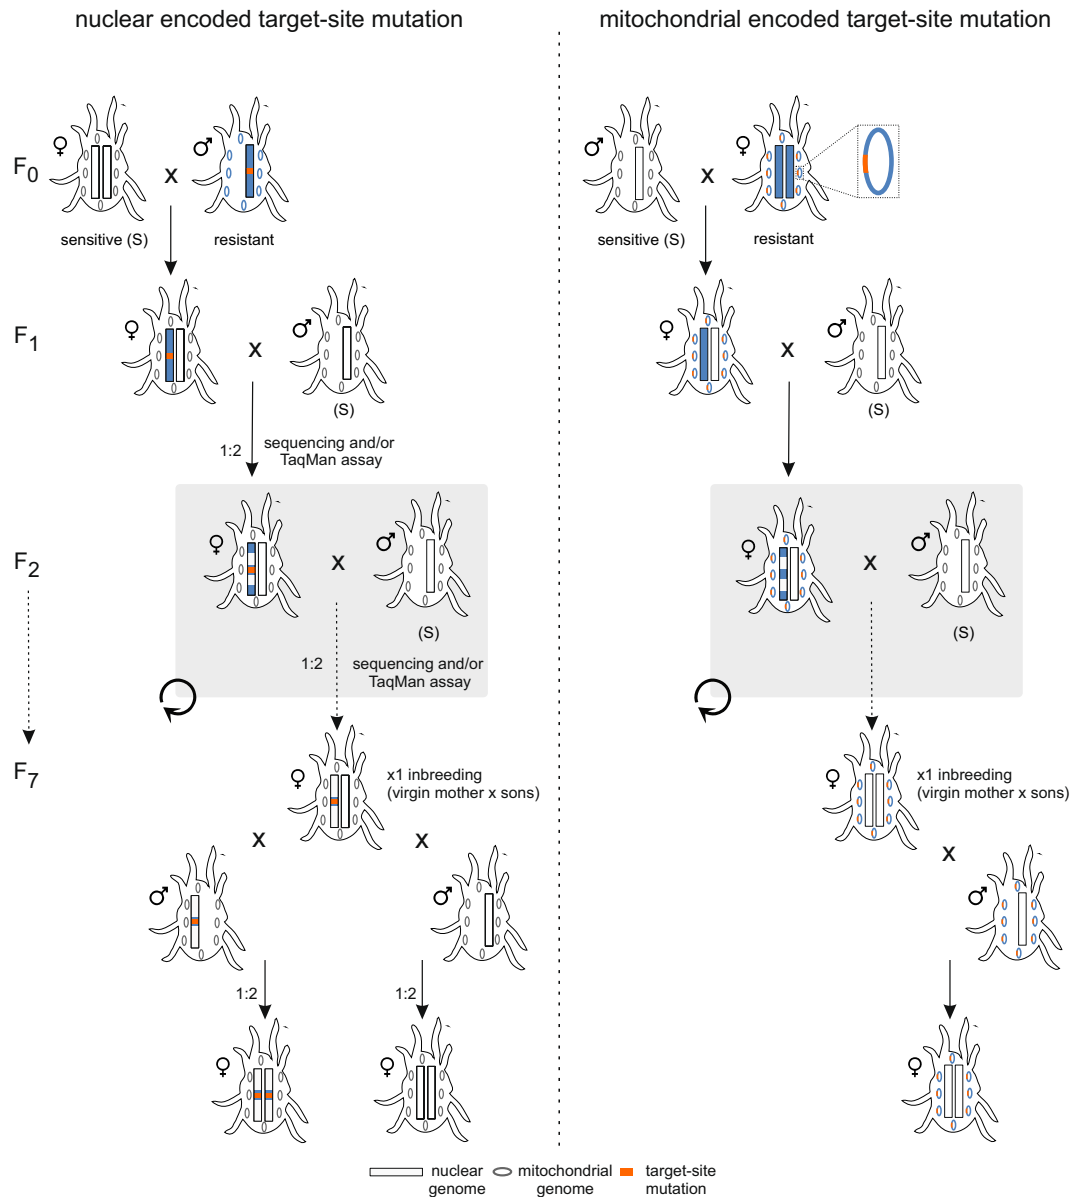 nuclear encoded target-site mutation
mitochondrial encoded target-site mutation
F0
♀
x
♂
sensitive (S)
resistant
♂
x
♀
sensitive (S)
resistant
F1
♀
x
♂
(S)
♀
x
♂
(S)
1:2
sequencing and/or
TaqMan assay
F2
♀
x
♂
(S)
♀
x
♂
(S)
1:2
sequencing and/or
TaqMan assay
F7
♀
x1 inbreeding
(virgin mother x sons)
♀
x1 inbreeding
(virgin mother x sons)
x
x
x
♂
♂
♂
1:2
1:2
♀
♀
♀
nuclear
genome
mitochondrial
genome
target-site
mutation